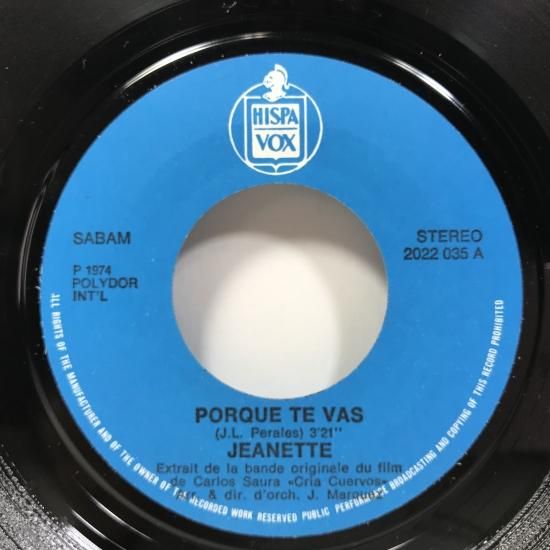 HISPA
VOX
SABAM
STEREO
2022 035 A
P 1974
POLYDOR
INT'L
PORQUE TE VAS
(J.L. Perales) 3'21"
JEANETTE
Extrait de la bande originale du film
de Carlos Saura «Cria Cuervos»
arr. & dir. d'orch. J. Marquez
ALL RIGHTS OF THE MANUFACTURER AND OF THE OWNER OF THE RECORDED WORK RESERVED PUBLIC PERFORMANCE BROADCASTING AND COPYING OF THIS RECORD PROHIBITED